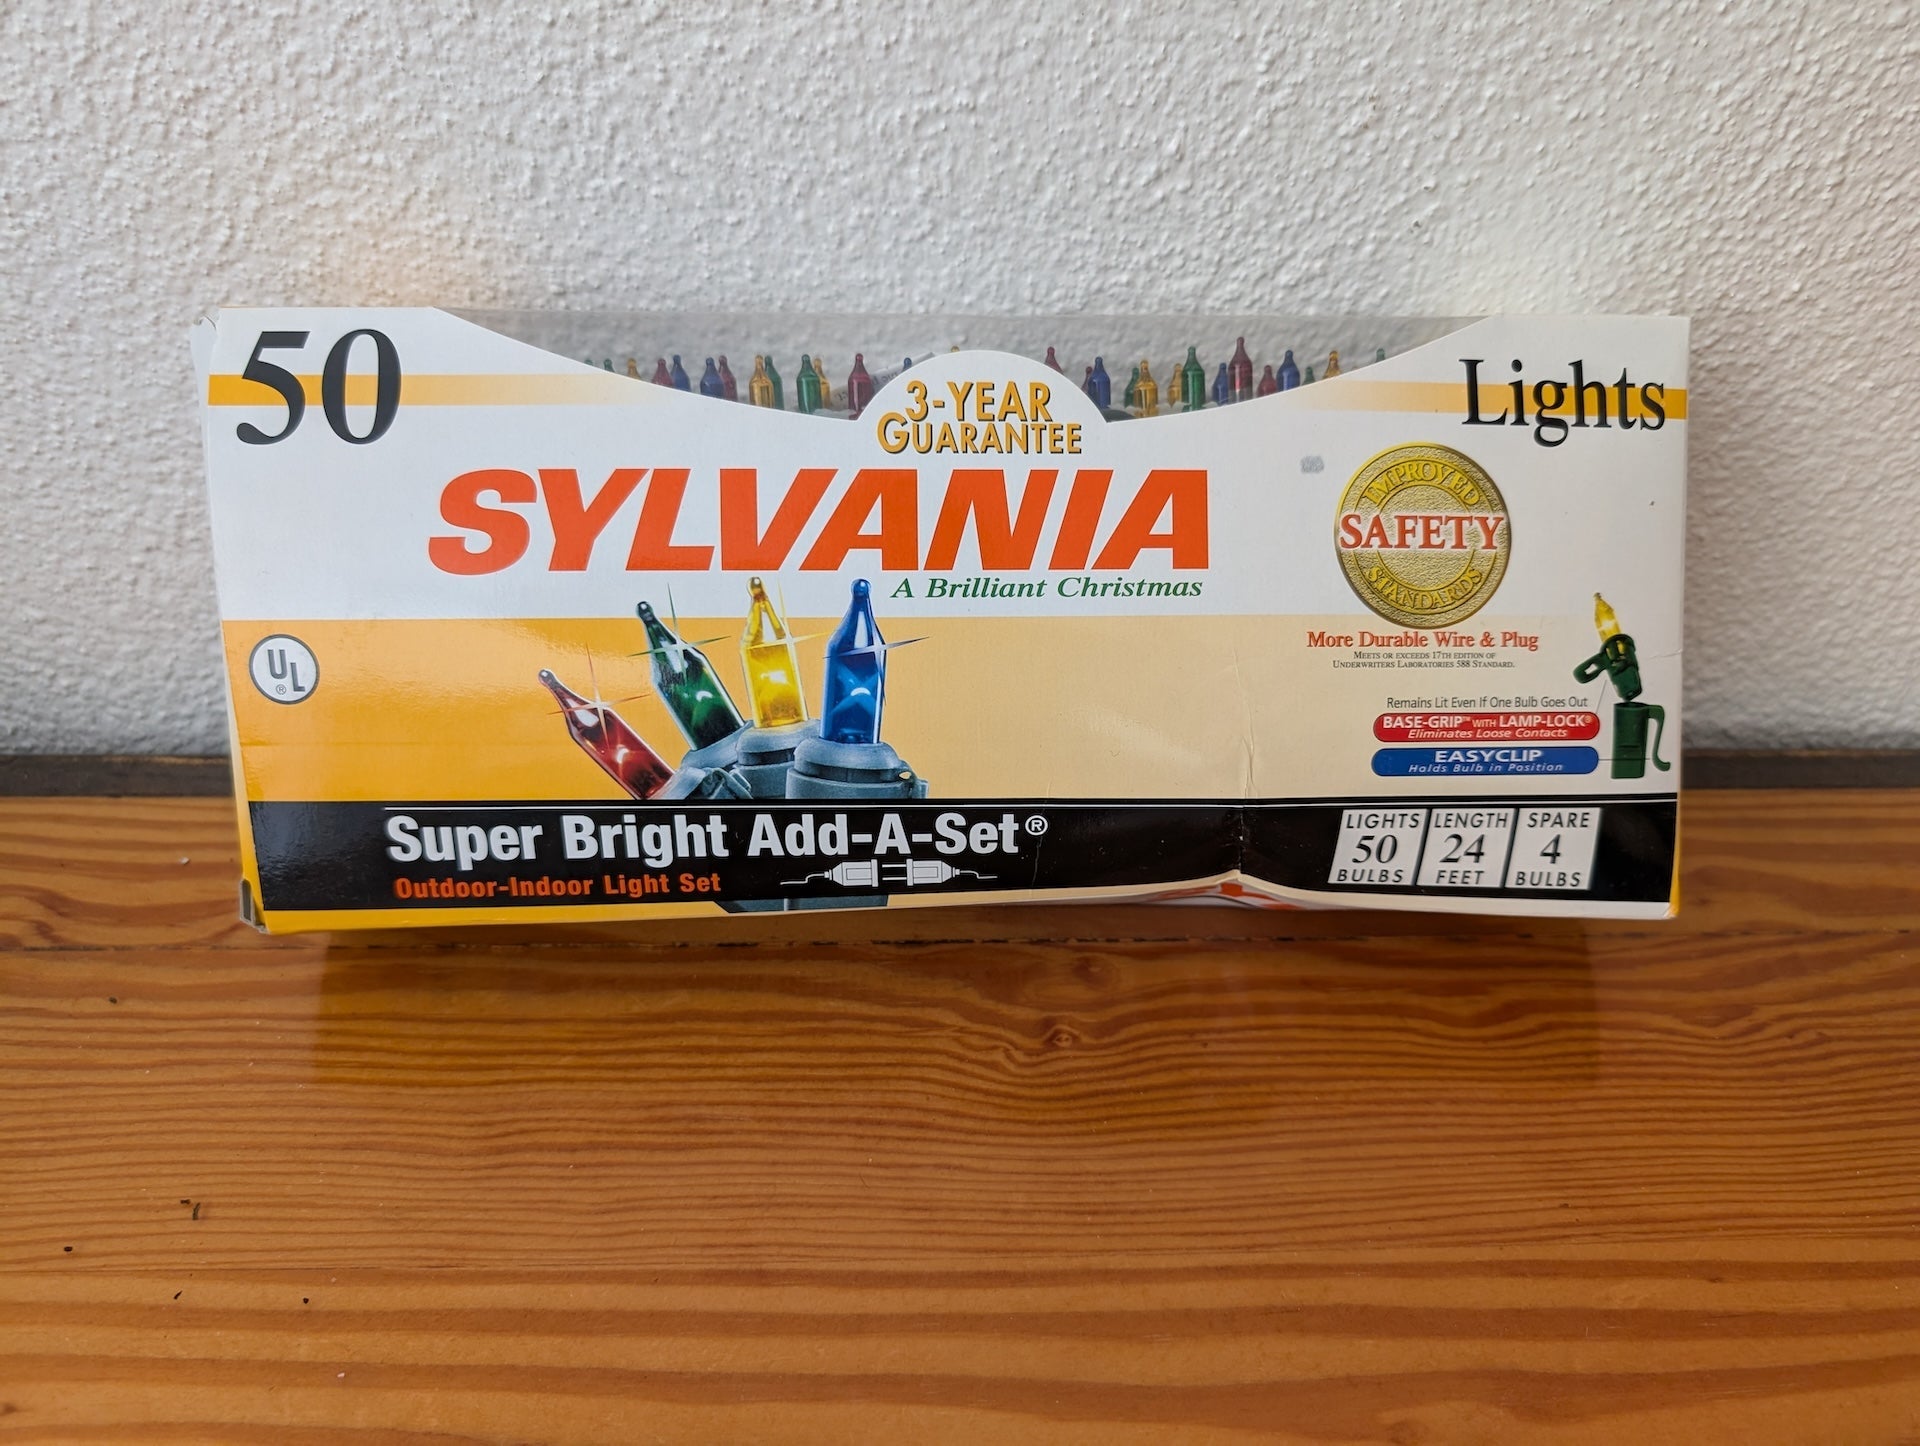 50
Lights
3-YEAR
GUARANTEE
SYLVANIA
A Brilliant Christmas
IMPROVED
SAFETY
STANDARDS
More Durable Wire & Plug
MEETS OR EXCEEDS 17TH EDITION OF
UNDERWRITERS LABORATORIES 588 STANDARD.
UL®
Remains Lit Even If One Bulb Goes Out
BASE-GRIP™ WITH LAMP-LOCK®
Eliminates Loose Contacts
EASYCLIP
Holds Bulb in Position
Super Bright Add-A-Set®
Outdoor-Indoor Light Set
LIGHTS
50
BULBS
LENGTH
24
FEET
SPARE
4
BULBS